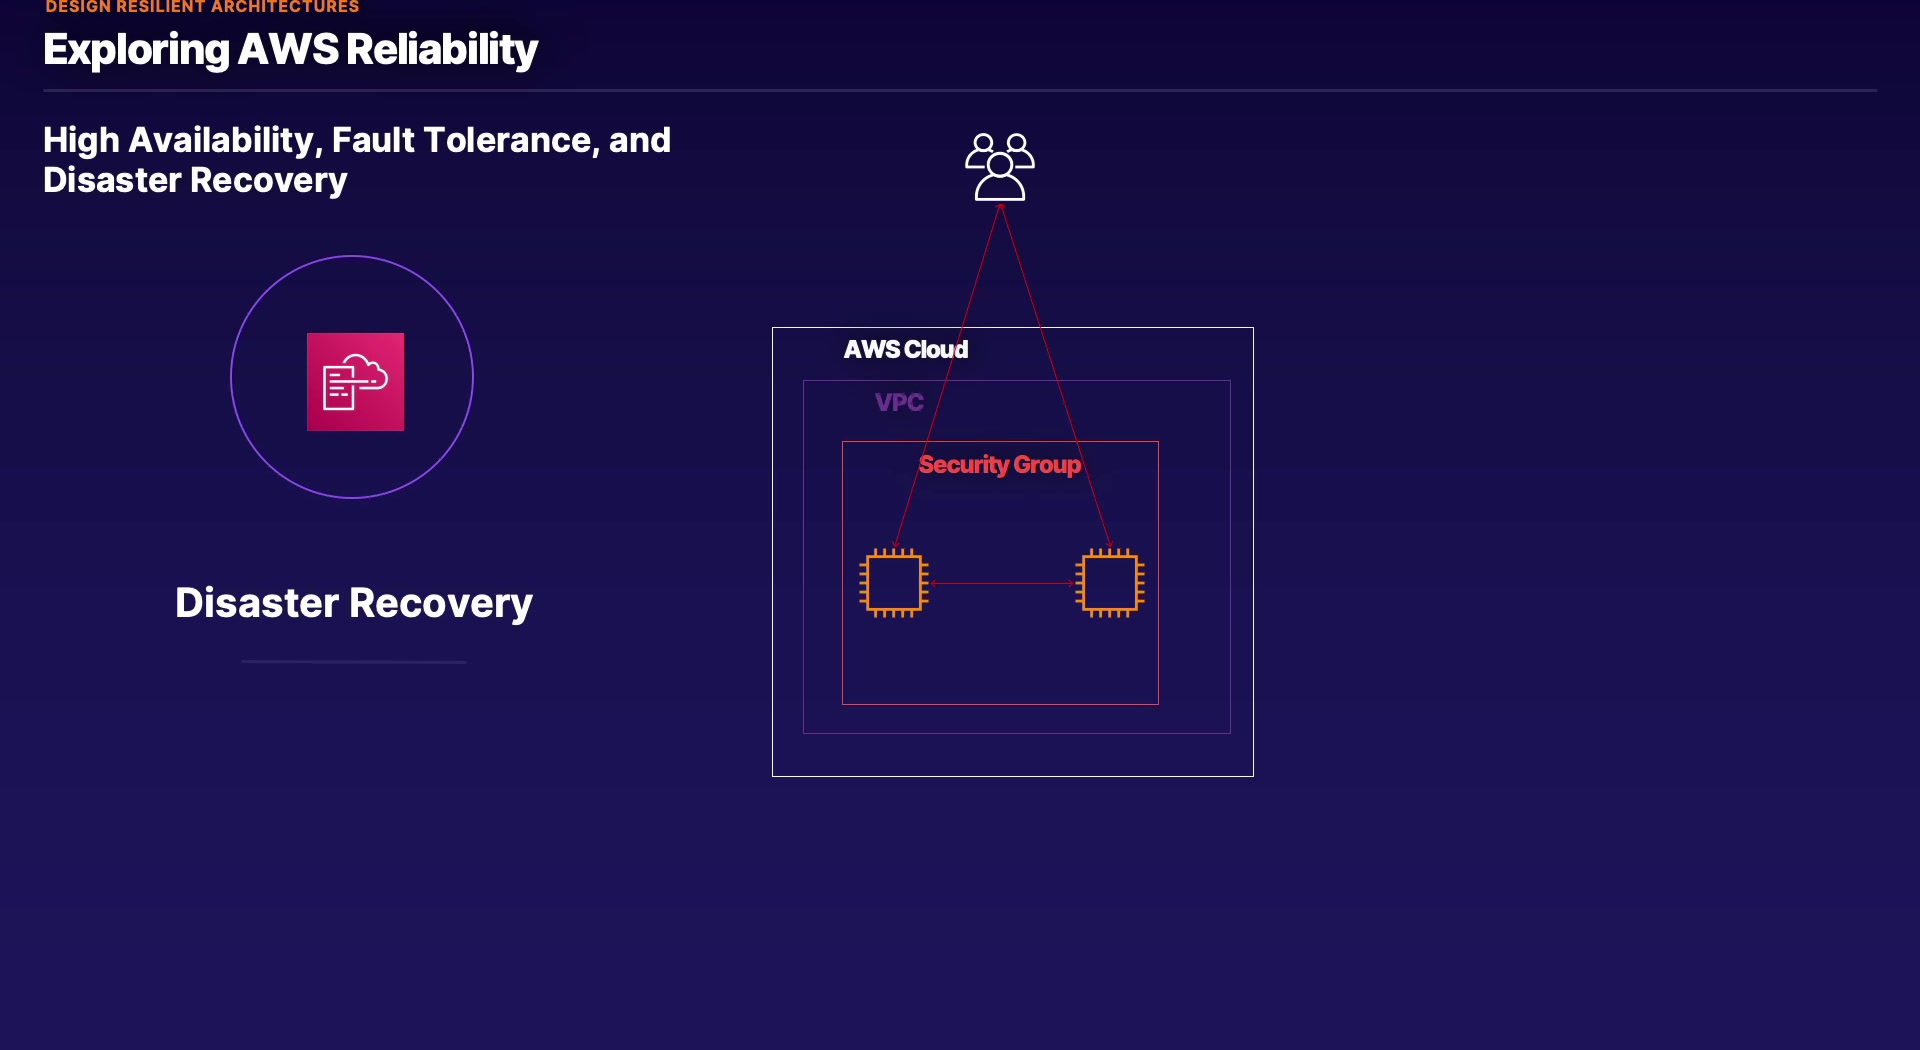 DESIGN RESILIENT ARCHITECTURES
Exploring AWS Reliability
High Availability, Fault Tolerance, and
Disaster Recovery
AWS Cloud
VPC
Security Group
Disaster Recovery